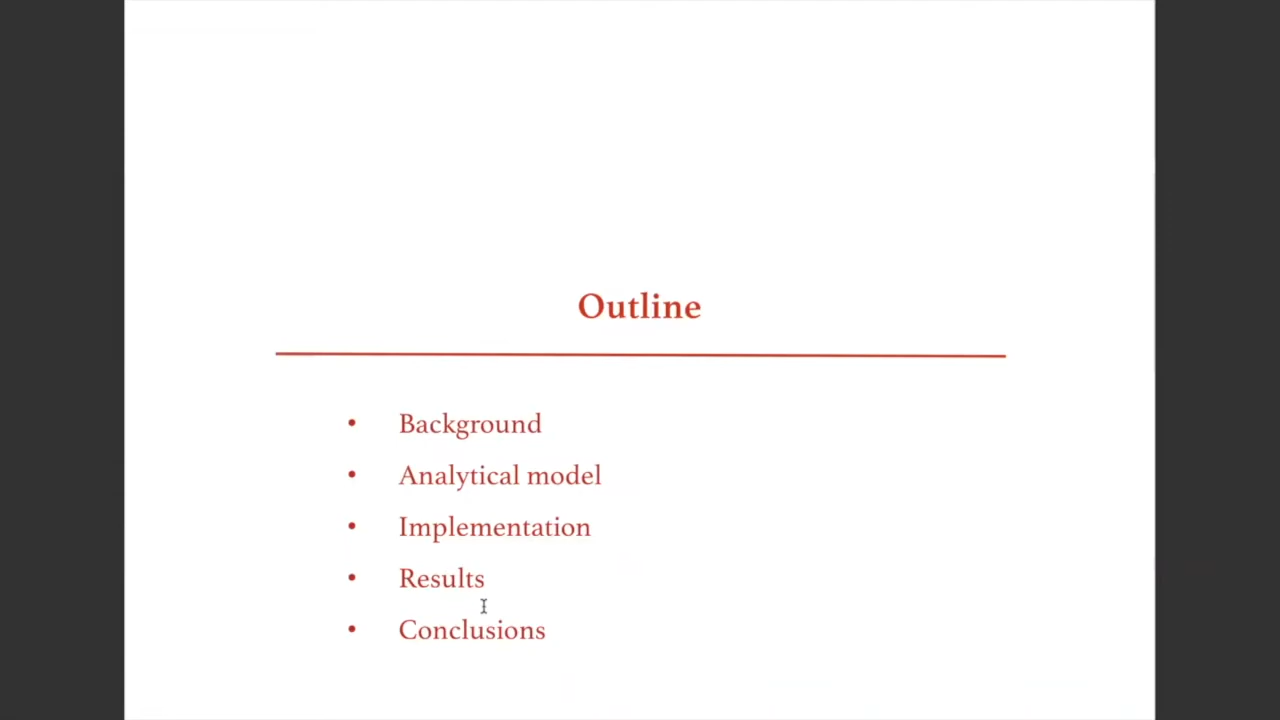 Outline
• Background
• Analytical model
• Implementation
• Results
• Conclusions